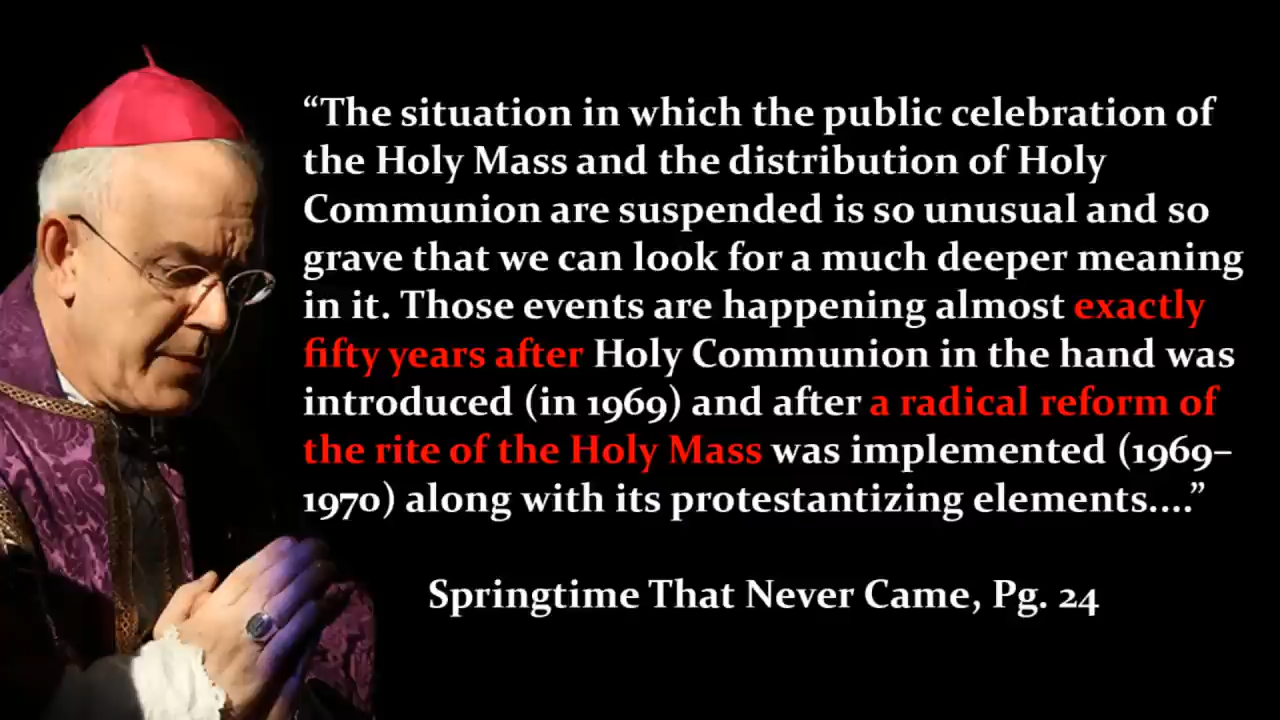 “The situation in which the public celebration of
the Holy Mass and the distribution of Holy
Communion are suspended is so unusual and so
grave that we can look for a much deeper meaning
in it. Those events are happening almost exactly
fifty years after Holy Communion in the hand was
introduced (in 1969) and after a radical reform of
the rite of the Holy Mass was implemented (1969–
1970) along with its protestantizing elements....”
Springtime That Never Came, Pg. 24